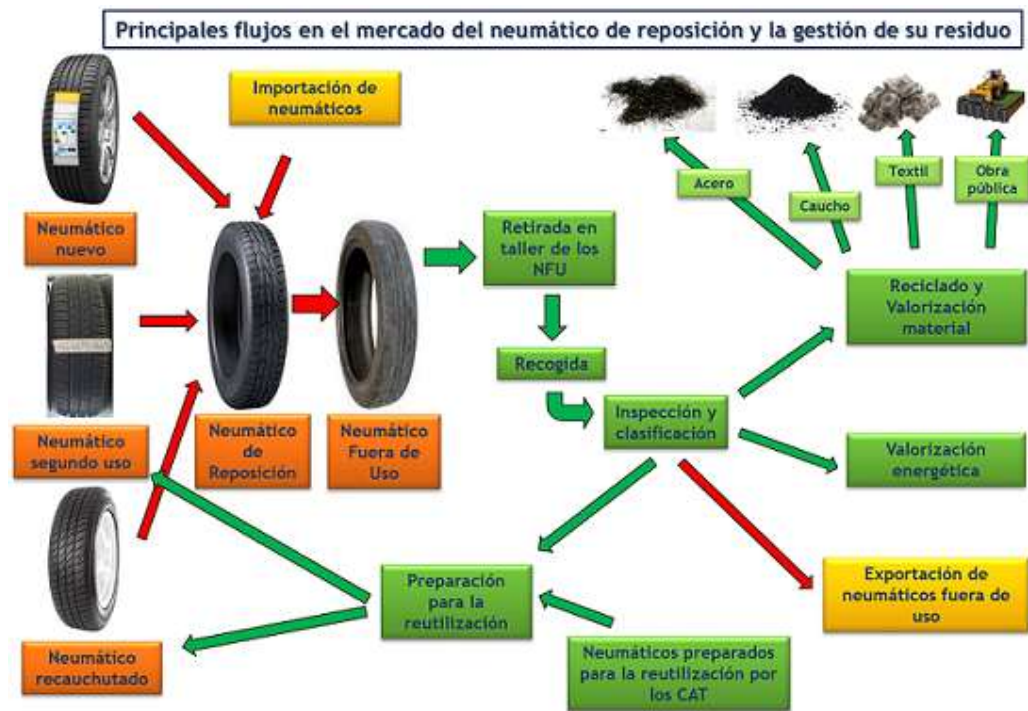 Principales flujos en el mercado del neumático de reposición y la gestión de su residuo
Importación de
neumáticos
Neumático
nuevo
Acero
Caucho
Textil
Obra
pública
Retirada en
taller de los
NFU
Reciclado y
Valorización
material
Recogida
Inspección y
clasificación
Neumático
segundo uso
Neumático
de
Reposición
Neumático
Fuera de
Uso
Valorización
energética
Preparación
para la
reutilización
Exportación de
neumáticos fuera de
uso
Neumático
recauchutado
Neumáticos preparados
para la reutilización por
los CAT